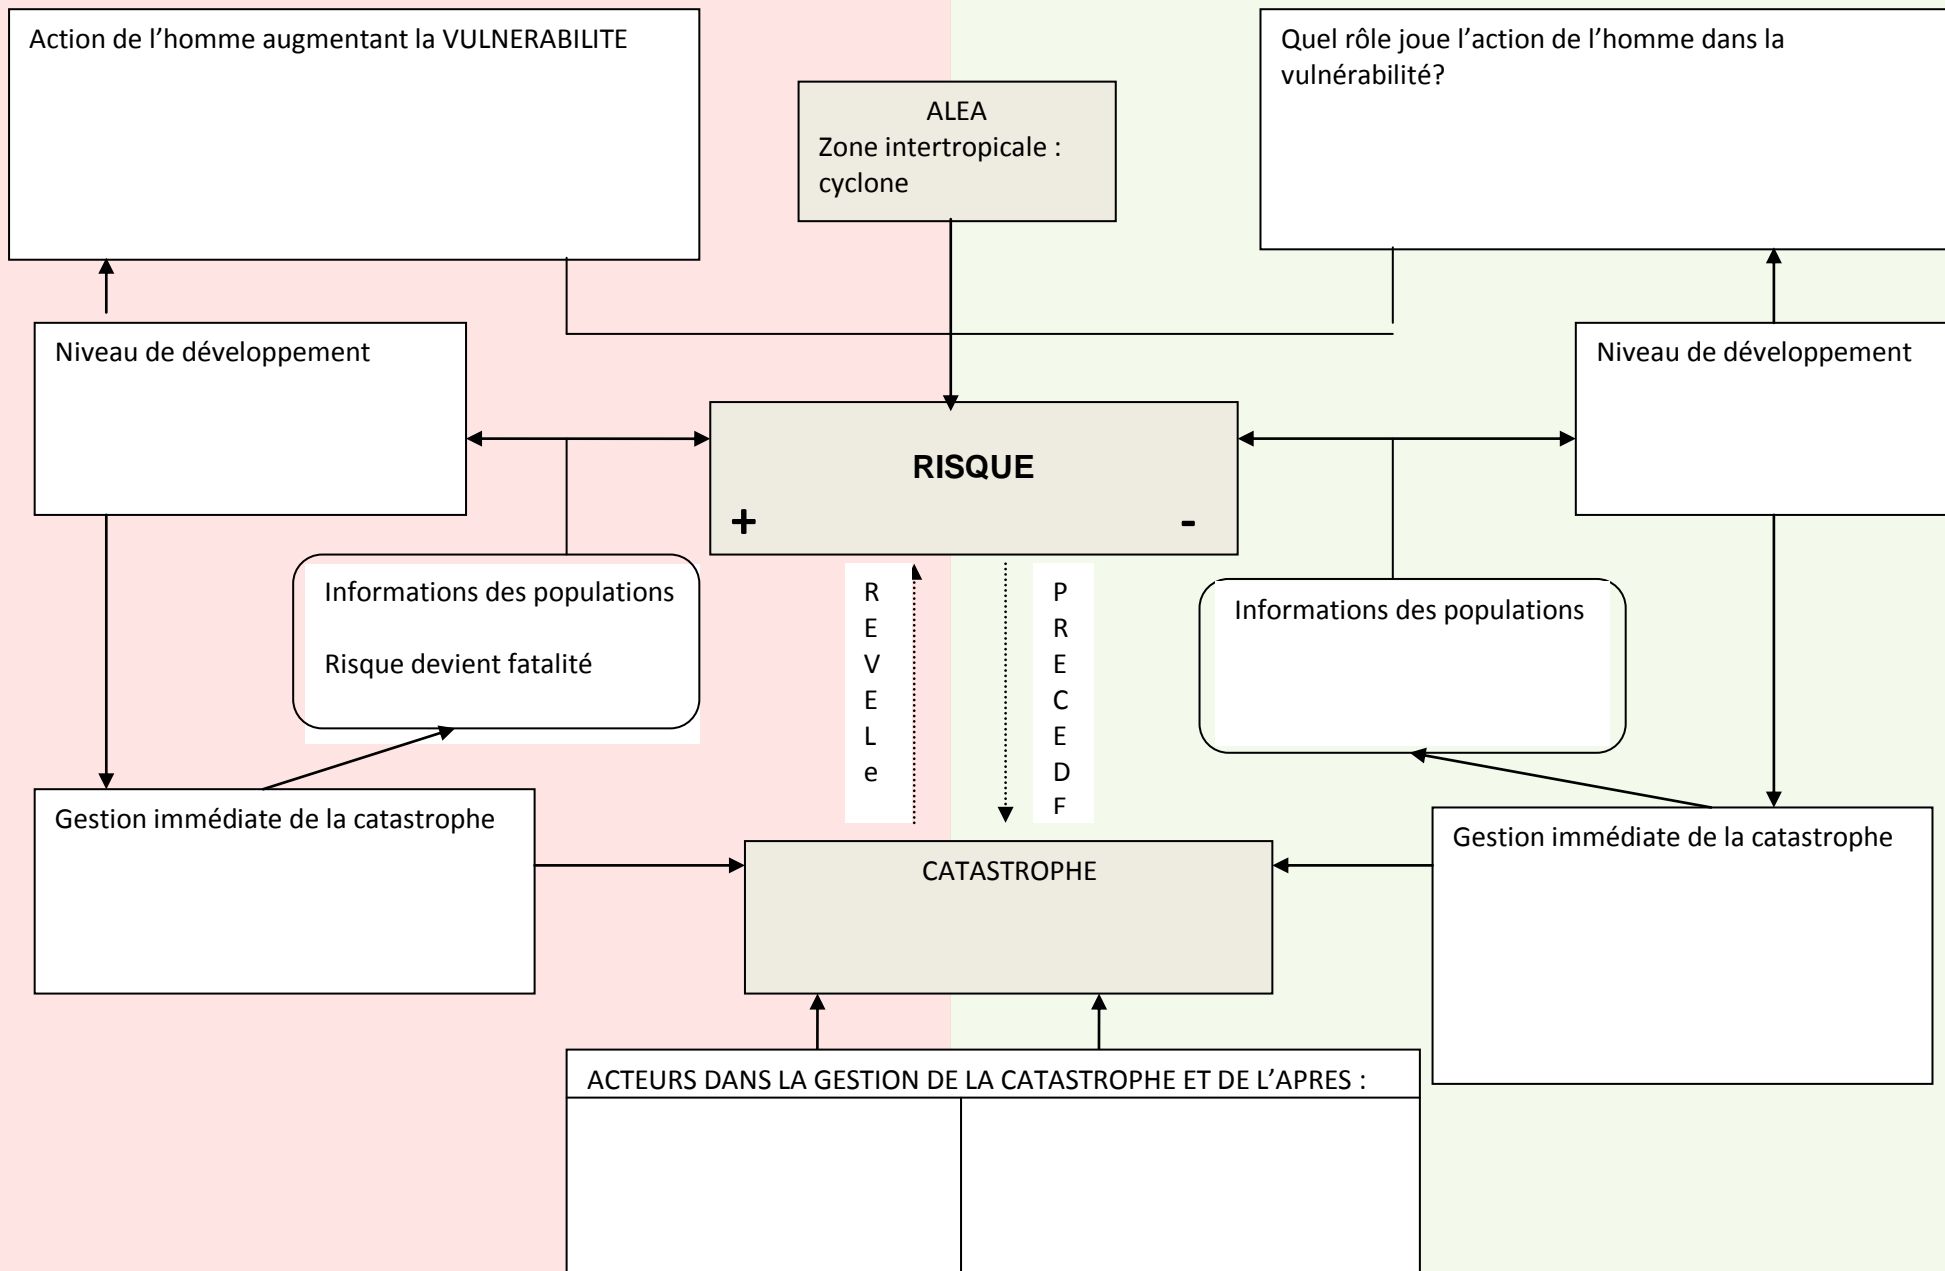 Action de l’homme augmentant la VULNERABILITE
Quel rôle joue l’action de l’homme dans la
vulnérabilité?
ALEA
Zone intertropicale :
cyclone
Niveau de développement
Niveau de développement
RISQUE
+
-
Informations des populations
Risque devient fatalité
R
E
V
E
L
e
P
R
E
C
E
D
Informations des populations
Gestion immédiate de la catastrophe
Gestion immédiate de la catastrophe
CATASTROPHE
ACTEURS DANS LA GESTION DE LA CATASTROPHE ET DE L’APRES :